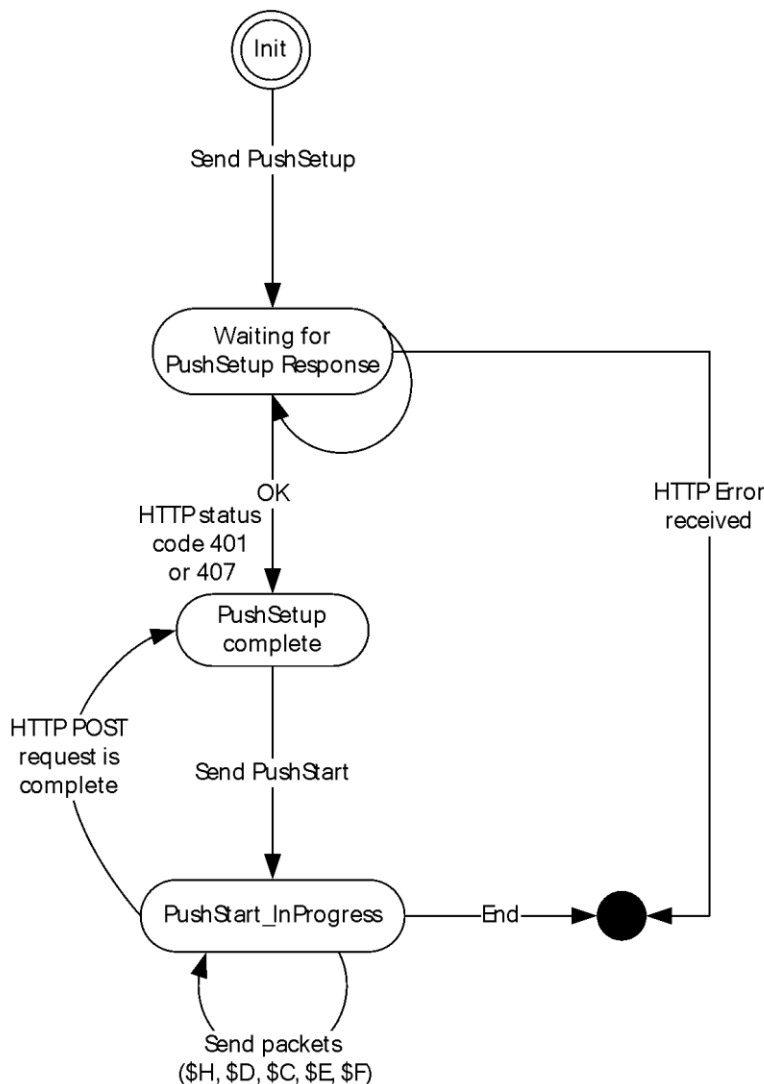 Init
Send PushSetup
Waiting for
PushSetup Response
OK
HTTP status
code 401
or 407
HTTP Error
received
PushSetup
complete
HTTP POST
request is
complete
Send PushStart
PushStart_InProgress
End
Send packets
($H, $D, $C, $E, $F)